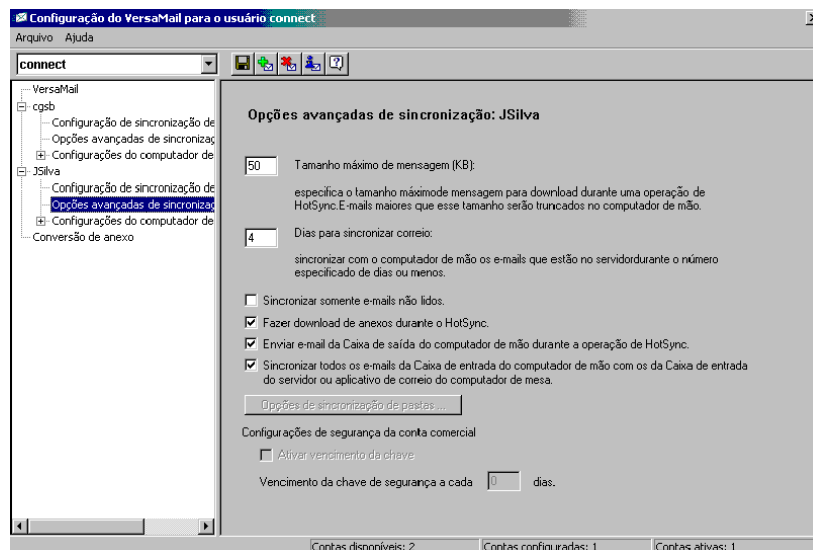 Configuração do VersaMail para o usuário connect
Arquivo Ajuda
connect
VersaMail
cgsb
Configuração de sincronização de
Opções avançadas de sincronizaç
Configurações do computador de
JSilva
Configuração de sincronização de
Opções avançadas de sincronizaç
Configurações do computador de
Conversão de anexo
Opções avançadas de sincronização: JSilva
50 Tamanho máximo de mensagem (KB):
especifica o tamanho máximode mensagem para download durante uma operação de
HotSync.E-mails maiores que esse tamanho serão truncados no computador de mão.
4 Dias para sincronizar correio:
sincronizar com o computador de mão os e-mails que estão no servidordurante o número
especificado de dias ou menos.
Sincronizar somente e-mails não lidos.
Fazer download de anexos durante o HotSync.
Enviar e-mail da Caixa de saída do computador de mão durante a operação de HotSync.
Sincronizar todos os e-mails da Caixa de entrada do computador de mão com os da Caixa de entrada
do servidor ou aplicativo de correio do computador de mesa.
Opções de sincronização de pastas ...
Configurações de segurança da conta comercial
Ativar vencimento da chave
Vencimento da chave de segurança a cada 0 dias.
Contas disponíveis: 2 Contas configuradas: 1 Contas ativas: 1